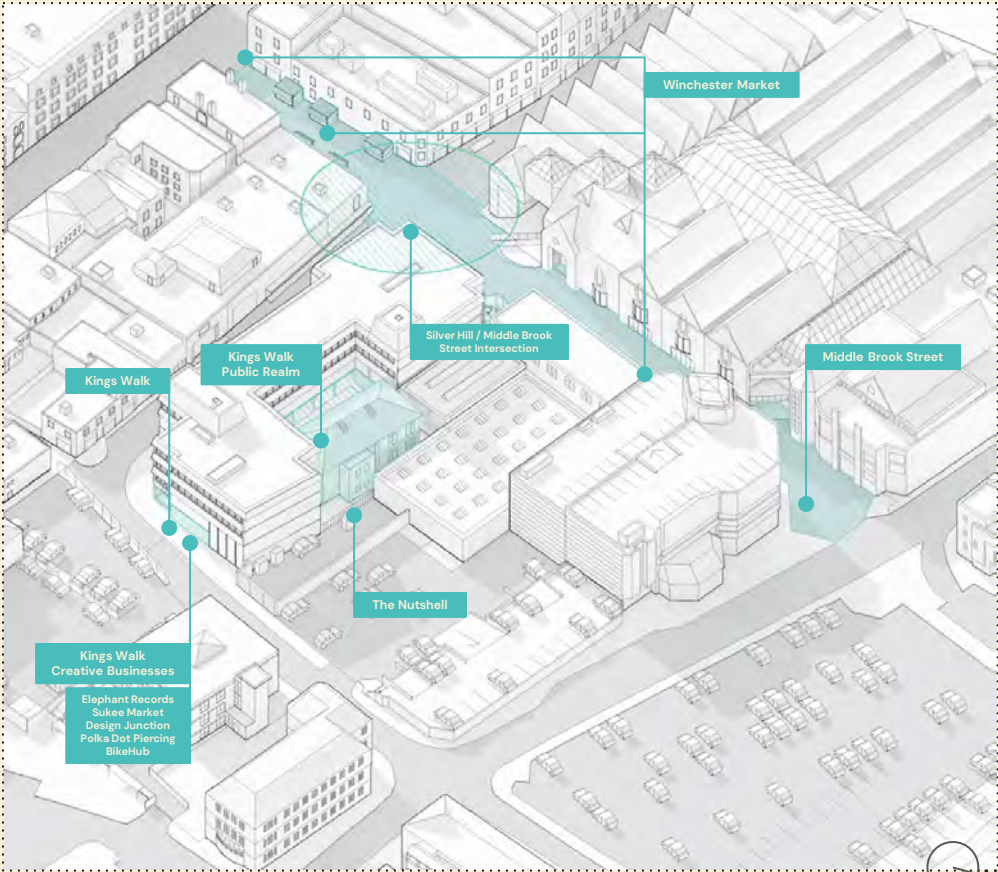 Winchester Market
Silver Hill / Middle Brook
Street Intersection
Kings Walk
Public Realm
Middle Brook Street
Kings Walk
The Nutshell
Kings Walk
Creative Businesses
Elephant Records
Sukee Market
Design Junction
Polka Dot Piercing
BikeHub